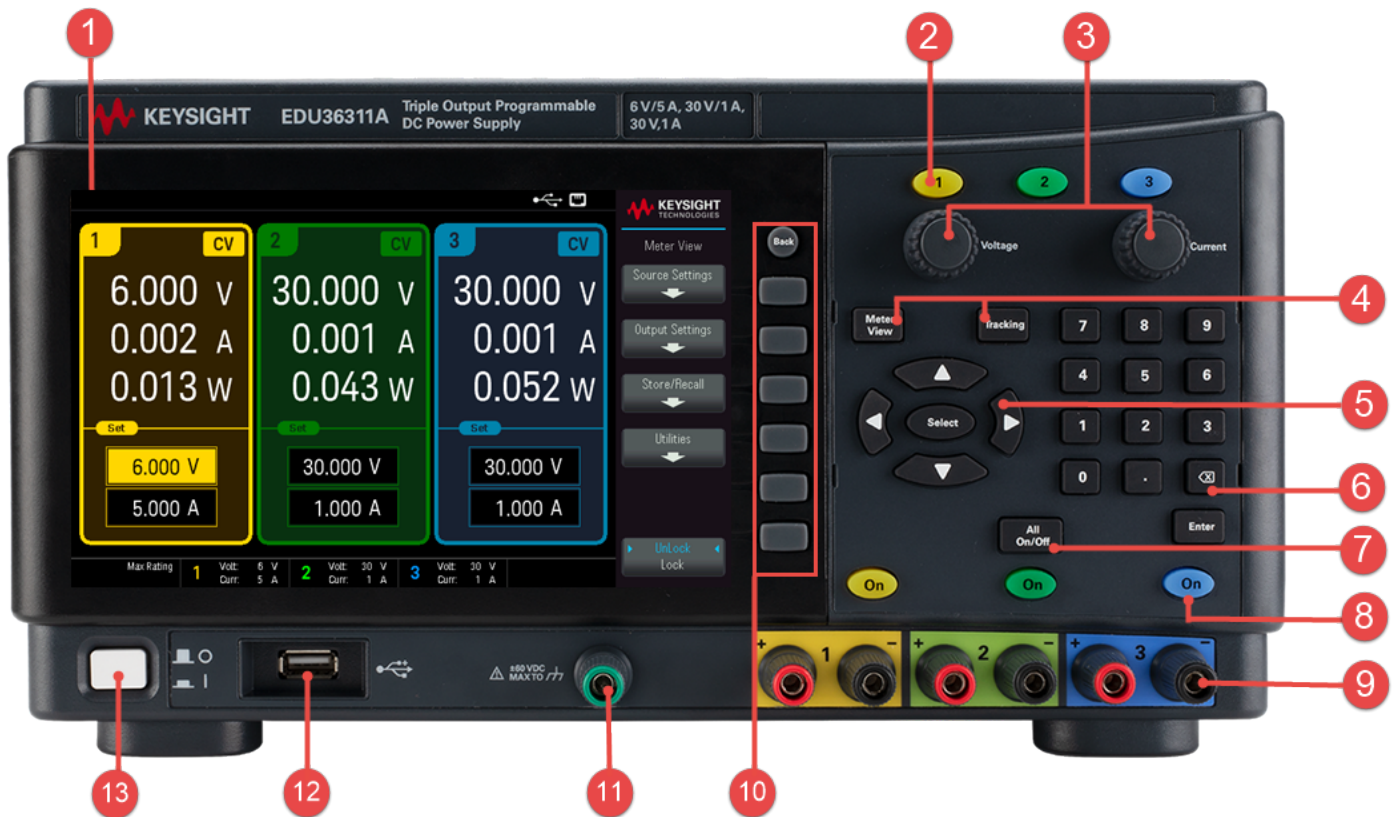 1
2
3
KEYSIGHT EDU36311A Triple Output Programmable
DC Power Supply
6 V/5 A, 30 V/1 A,
30 V,1 A
1 2 3
Voltage
Current
KEYSIGHT
TECHNOLOGIES
Meter View
Source Settings
Output Settings
Store/Recall
Utilities
UnLock
Lock
1 CV
6.000 V
0.002 A
0.013 W
Set
6.000 V
5.000 A
2 CV
30.000 V
0.001 A
0.043 W
Set
30.000 V
1.000 A
3 CV
30.000 V
0.001 A
0.052 W
Set
30.000 V
1.000 A
Max Rating
1 Volt: 6 V
Curr: 5 A
2 Volt: 30 V
Curr: 1 A
3 Volt: 30 V
Curr: 1 A
Back
Meter
View
Tracking
4
7 8 9
4 5 6
5
Select
1 2 3
0 .
6
Enter
All
On/Off
7
On On On
8
+ 1 −
+ 2 −
+ 3 −
9
±60 VDC
MAX TO
13
12
11
10